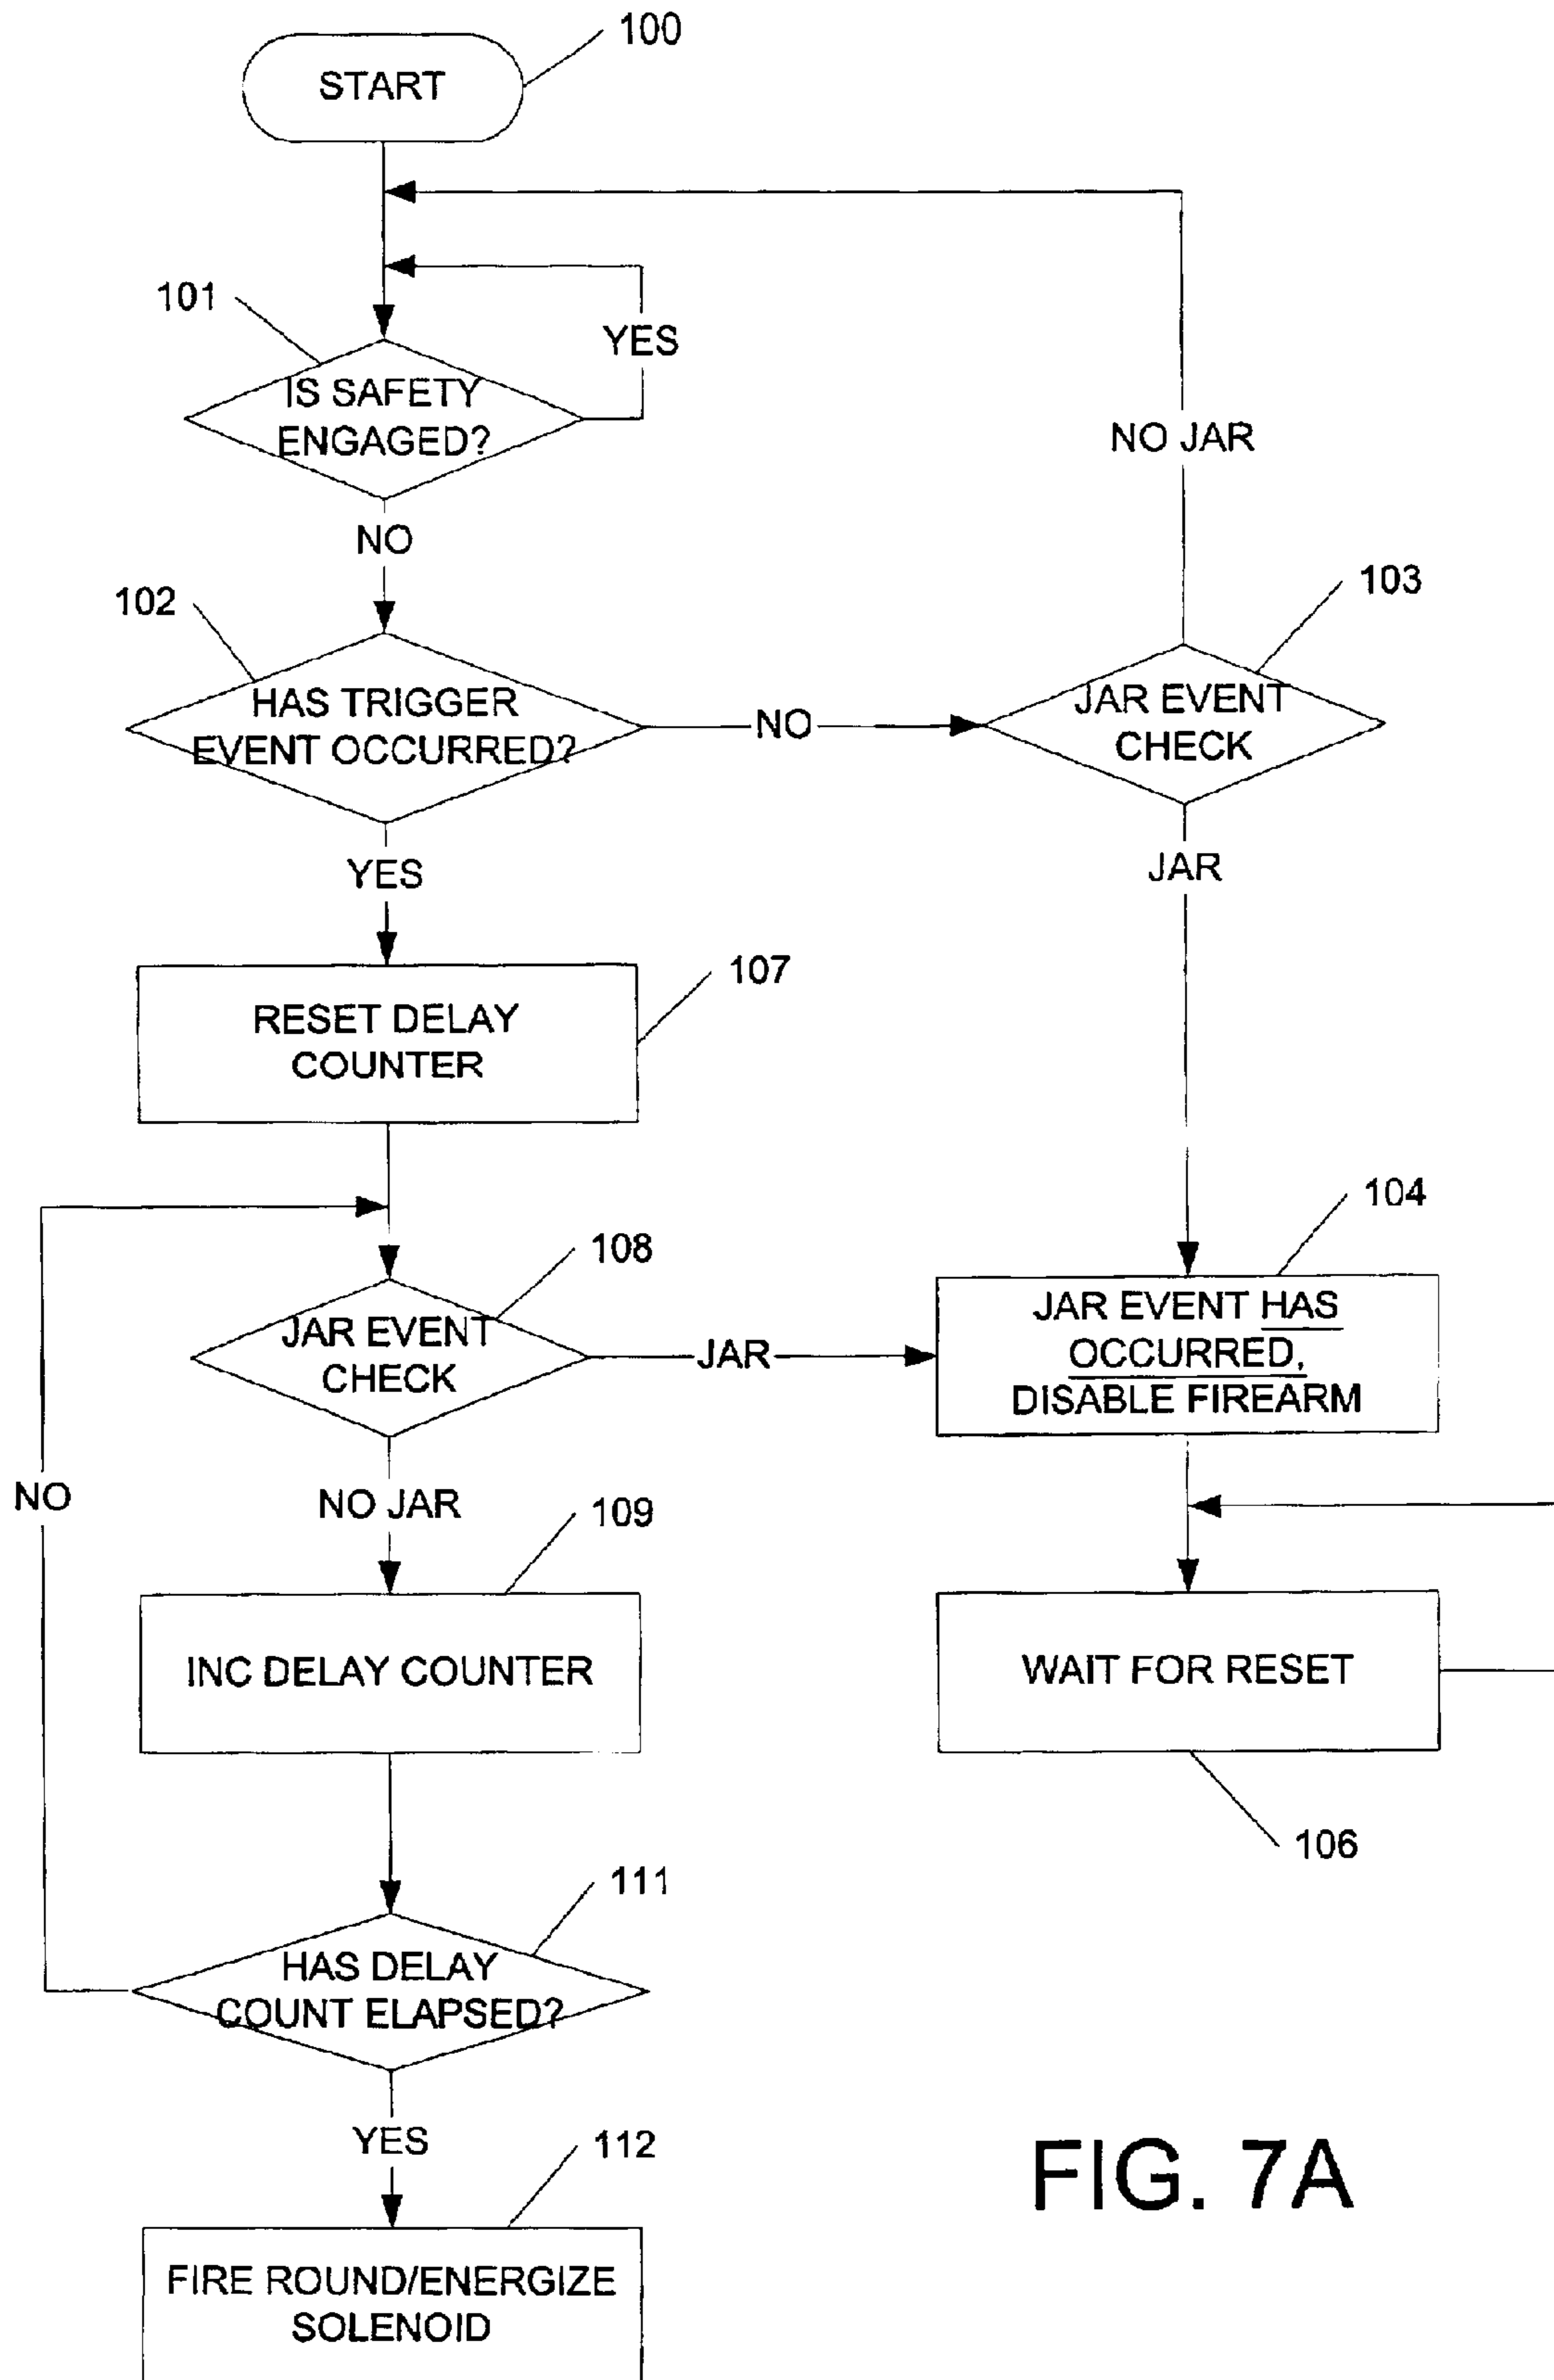 100
START
101
YES
IS SAFETY
ENGAGED?
NO JAR
NO
102
103
HAS TRIGGER
EVENT OCCURRED?
NO
JAR EVENT
CHECK
YES
JAR
107
RESET DELAY
COUNTER
104
108
JAR EVENT
CHECK
JAR
JAR EVENT HAS
OCCURRED,
DISABLE FIREARM
NO
NO JAR
109
INC DELAY COUNTER
WAIT FOR RESET
106
111
HAS DELAY
COUNT ELAPSED?
YES
112
FIG. 7A
FIRE ROUND/ENERGIZE
SOLENOID